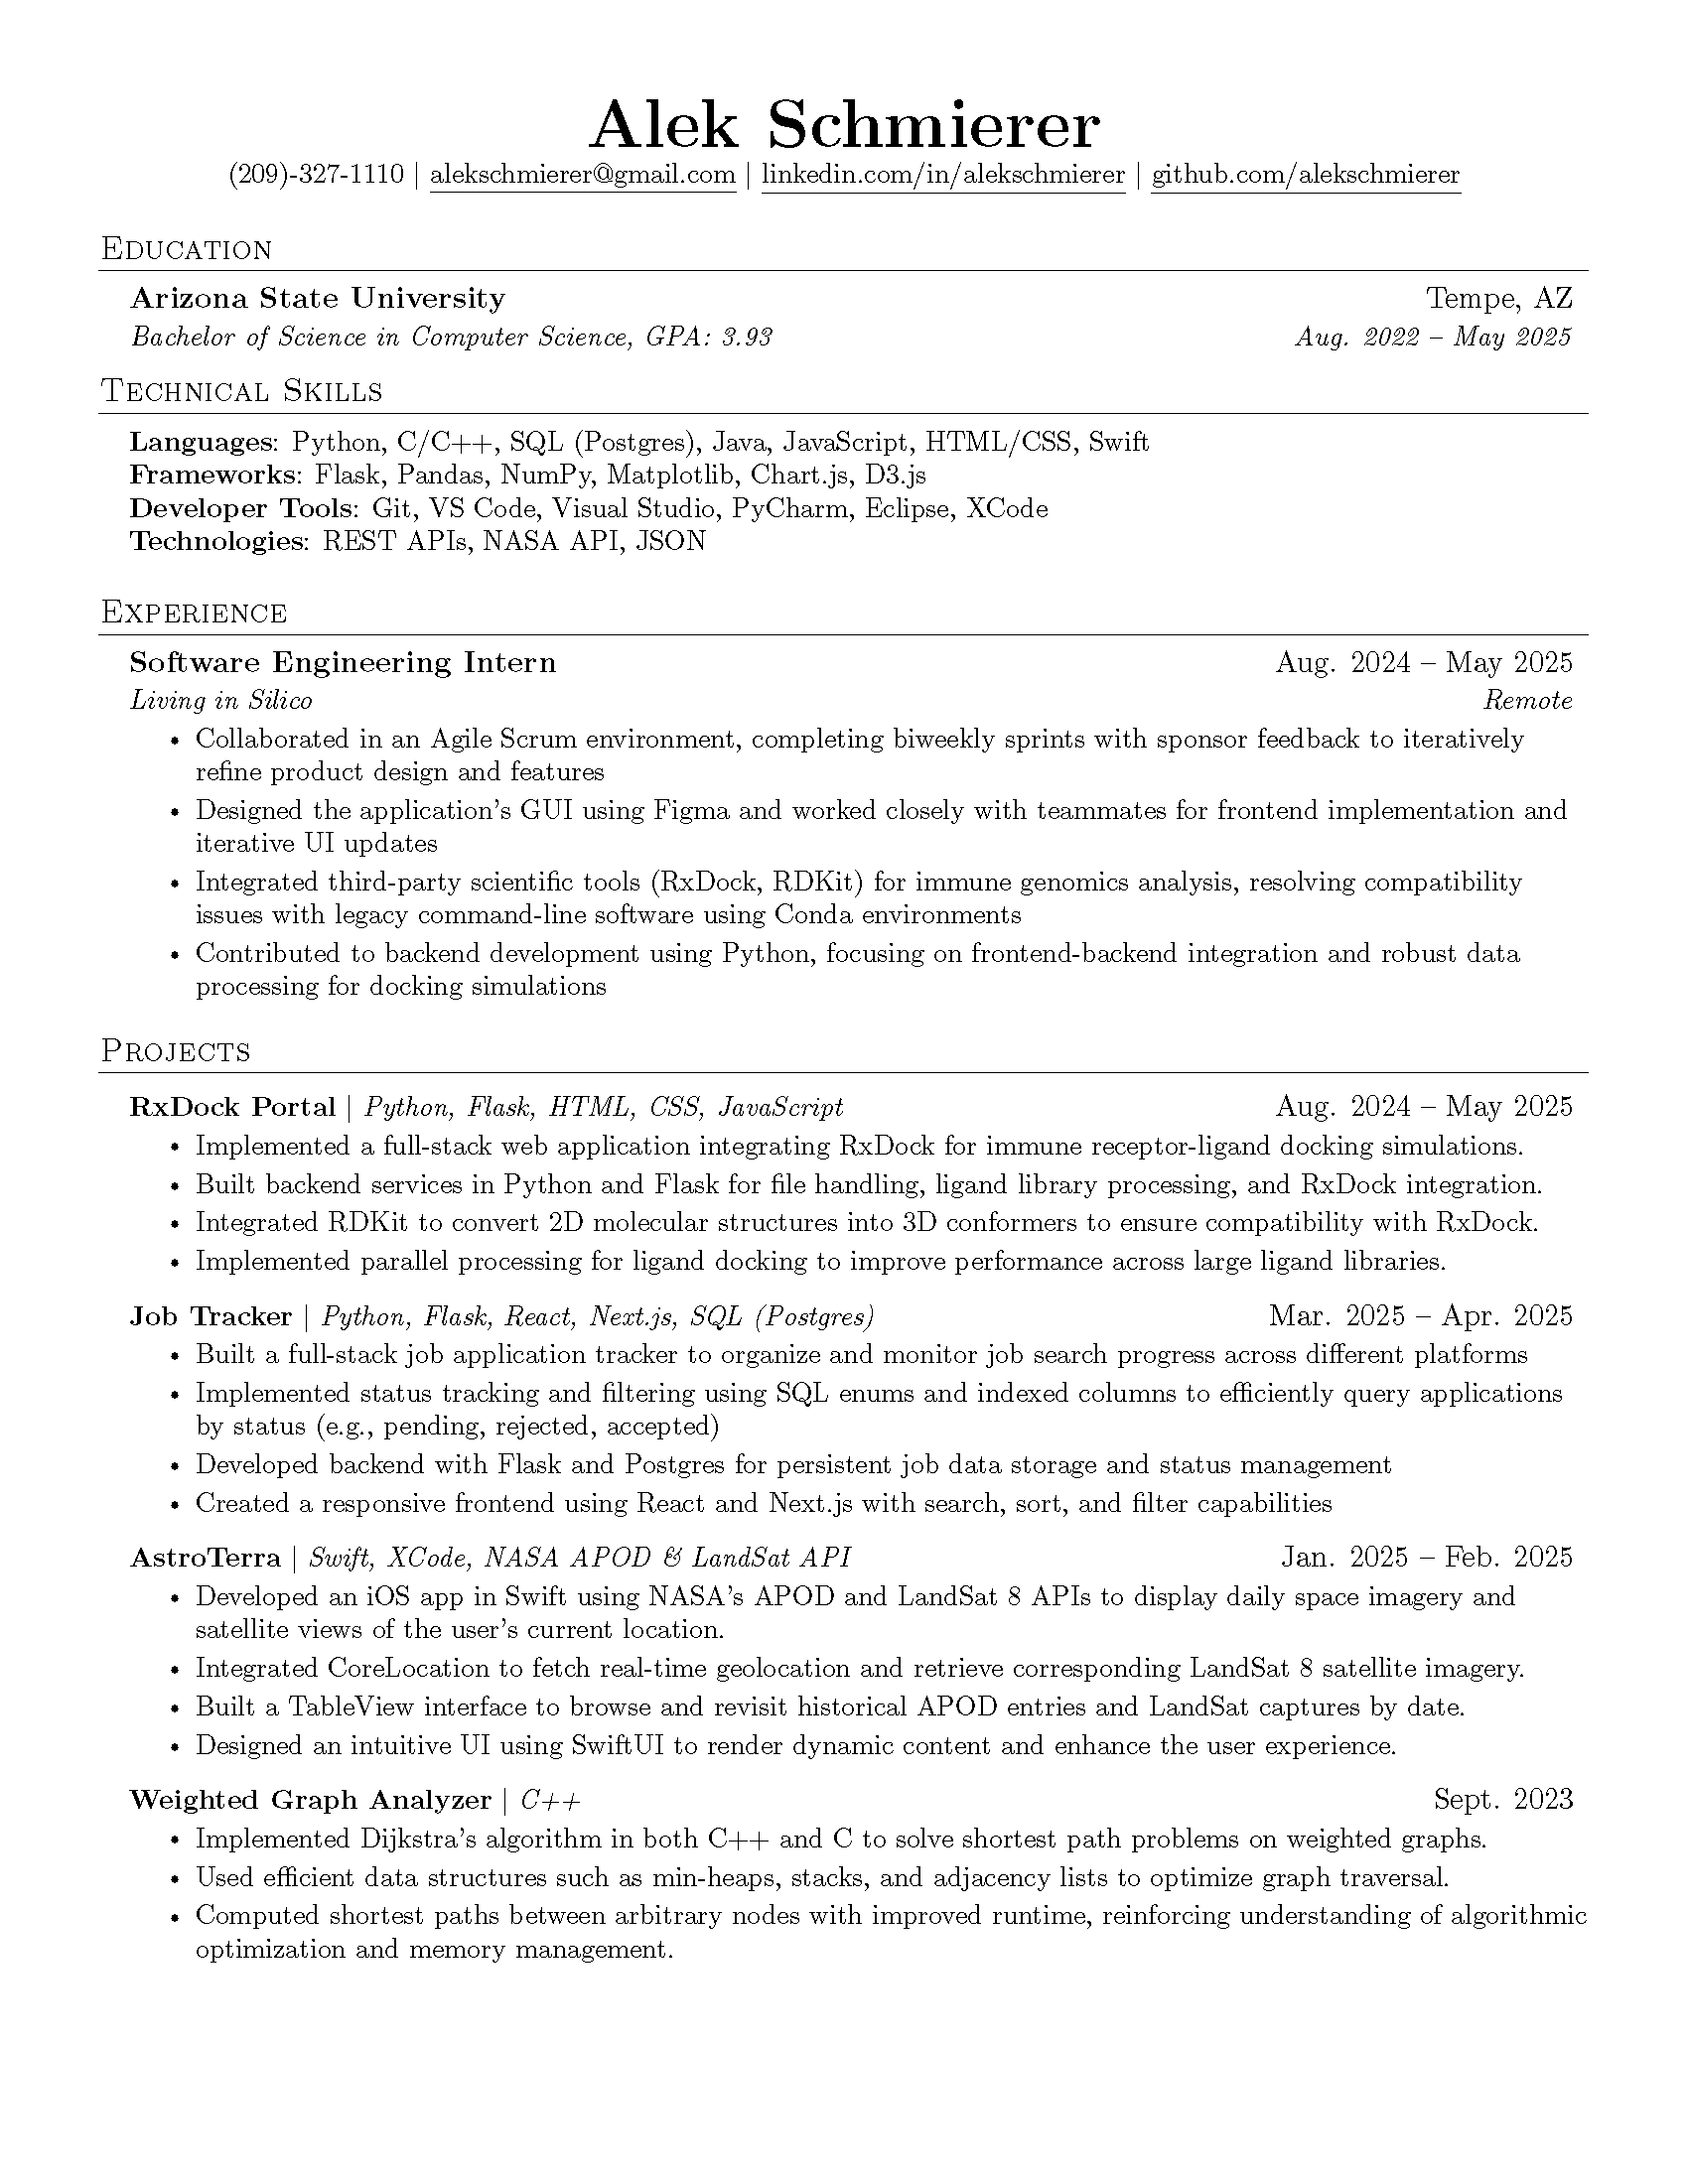 Alek Schmierer
(209)-327-1110 | alekschmierer@gmail.com | linkedin.com/in/alekschmierer | github.com/alekschmierer
Education
Arizona State University Tempe, AZ
Bachelor of Science in Computer Science, GPA: 3.93 Aug. 2022 – May 2025
Technical Skills
Languages: Python, C/C++, SQL (Postgres), Java, JavaScript, HTML/CSS, Swift
Frameworks: Flask, Pandas, NumPy, Matplotlib, Chart.js, D3.js
Developer Tools: Git, VS Code, Visual Studio, PyCharm, Eclipse, XCode
Technologies: REST APIs, NASA API, JSON
Experience
Software Engineering Intern Aug. 2024 – May 2025
Living in Silico Remote
• Collaborated in an Agile Scrum environment, completing biweekly sprints with sponsor feedback to iteratively
refine product design and features
• Designed the application's GUI using Figma and worked closely with teammates for frontend implementation and
iterative UI updates
• Integrated third-party scientific tools (RxDock, RDKit) for immune genomics analysis, resolving compatibility
issues with legacy command-line software using Conda environments
• Contributed to backend development using Python, focusing on frontend-backend integration and robust data
processing for docking simulations
Projects
RxDock Portal | Python, Flask, HTML, CSS, JavaScript Aug. 2024 – May 2025
• Implemented a full-stack web application integrating RxDock for immune receptor-ligand docking simulations.
• Built backend services in Python and Flask for file handling, ligand library processing, and RxDock integration.
• Integrated RDKit to convert 2D molecular structures into 3D conformers to ensure compatibility with RxDock.
• Implemented parallel processing for ligand docking to improve performance across large ligand libraries.
Job Tracker | Python, Flask, React, Next.js, SQL (Postgres) Mar. 2025 – Apr. 2025
• Built a full-stack job application tracker to organize and monitor job search progress across different platforms
• Implemented status tracking and filtering using SQL enums and indexed columns to efficiently query applications
by status (e.g., pending, rejected, accepted)
• Developed backend with Flask and Postgres for persistent job data storage and status management
• Created a responsive frontend using React and Next.js with search, sort, and filter capabilities
AstroTerra | Swift, XCode, NASA APOD & LandSat API Jan. 2025 – Feb. 2025
• Developed an iOS app in Swift using NASA's APOD and LandSat 8 APIs to display daily space imagery and
satellite views of the user's current location.
• Integrated CoreLocation to fetch real-time geolocation and retrieve corresponding LandSat 8 satellite imagery.
• Built a TableView interface to browse and revisit historical APOD entries and LandSat captures by date.
• Designed an intuitive UI using SwiftUI to render dynamic content and enhance the user experience.
Weighted Graph Analyzer | C++ Sept. 2023
• Implemented Dijkstra's algorithm in both C++ and C to solve shortest path problems on weighted graphs.
• Used efficient data structures such as min-heaps, stacks, and adjacency lists to optimize graph traversal.
• Computed shortest paths between arbitrary nodes with improved runtime, reinforcing understanding of algorithmic
optimization and memory management.